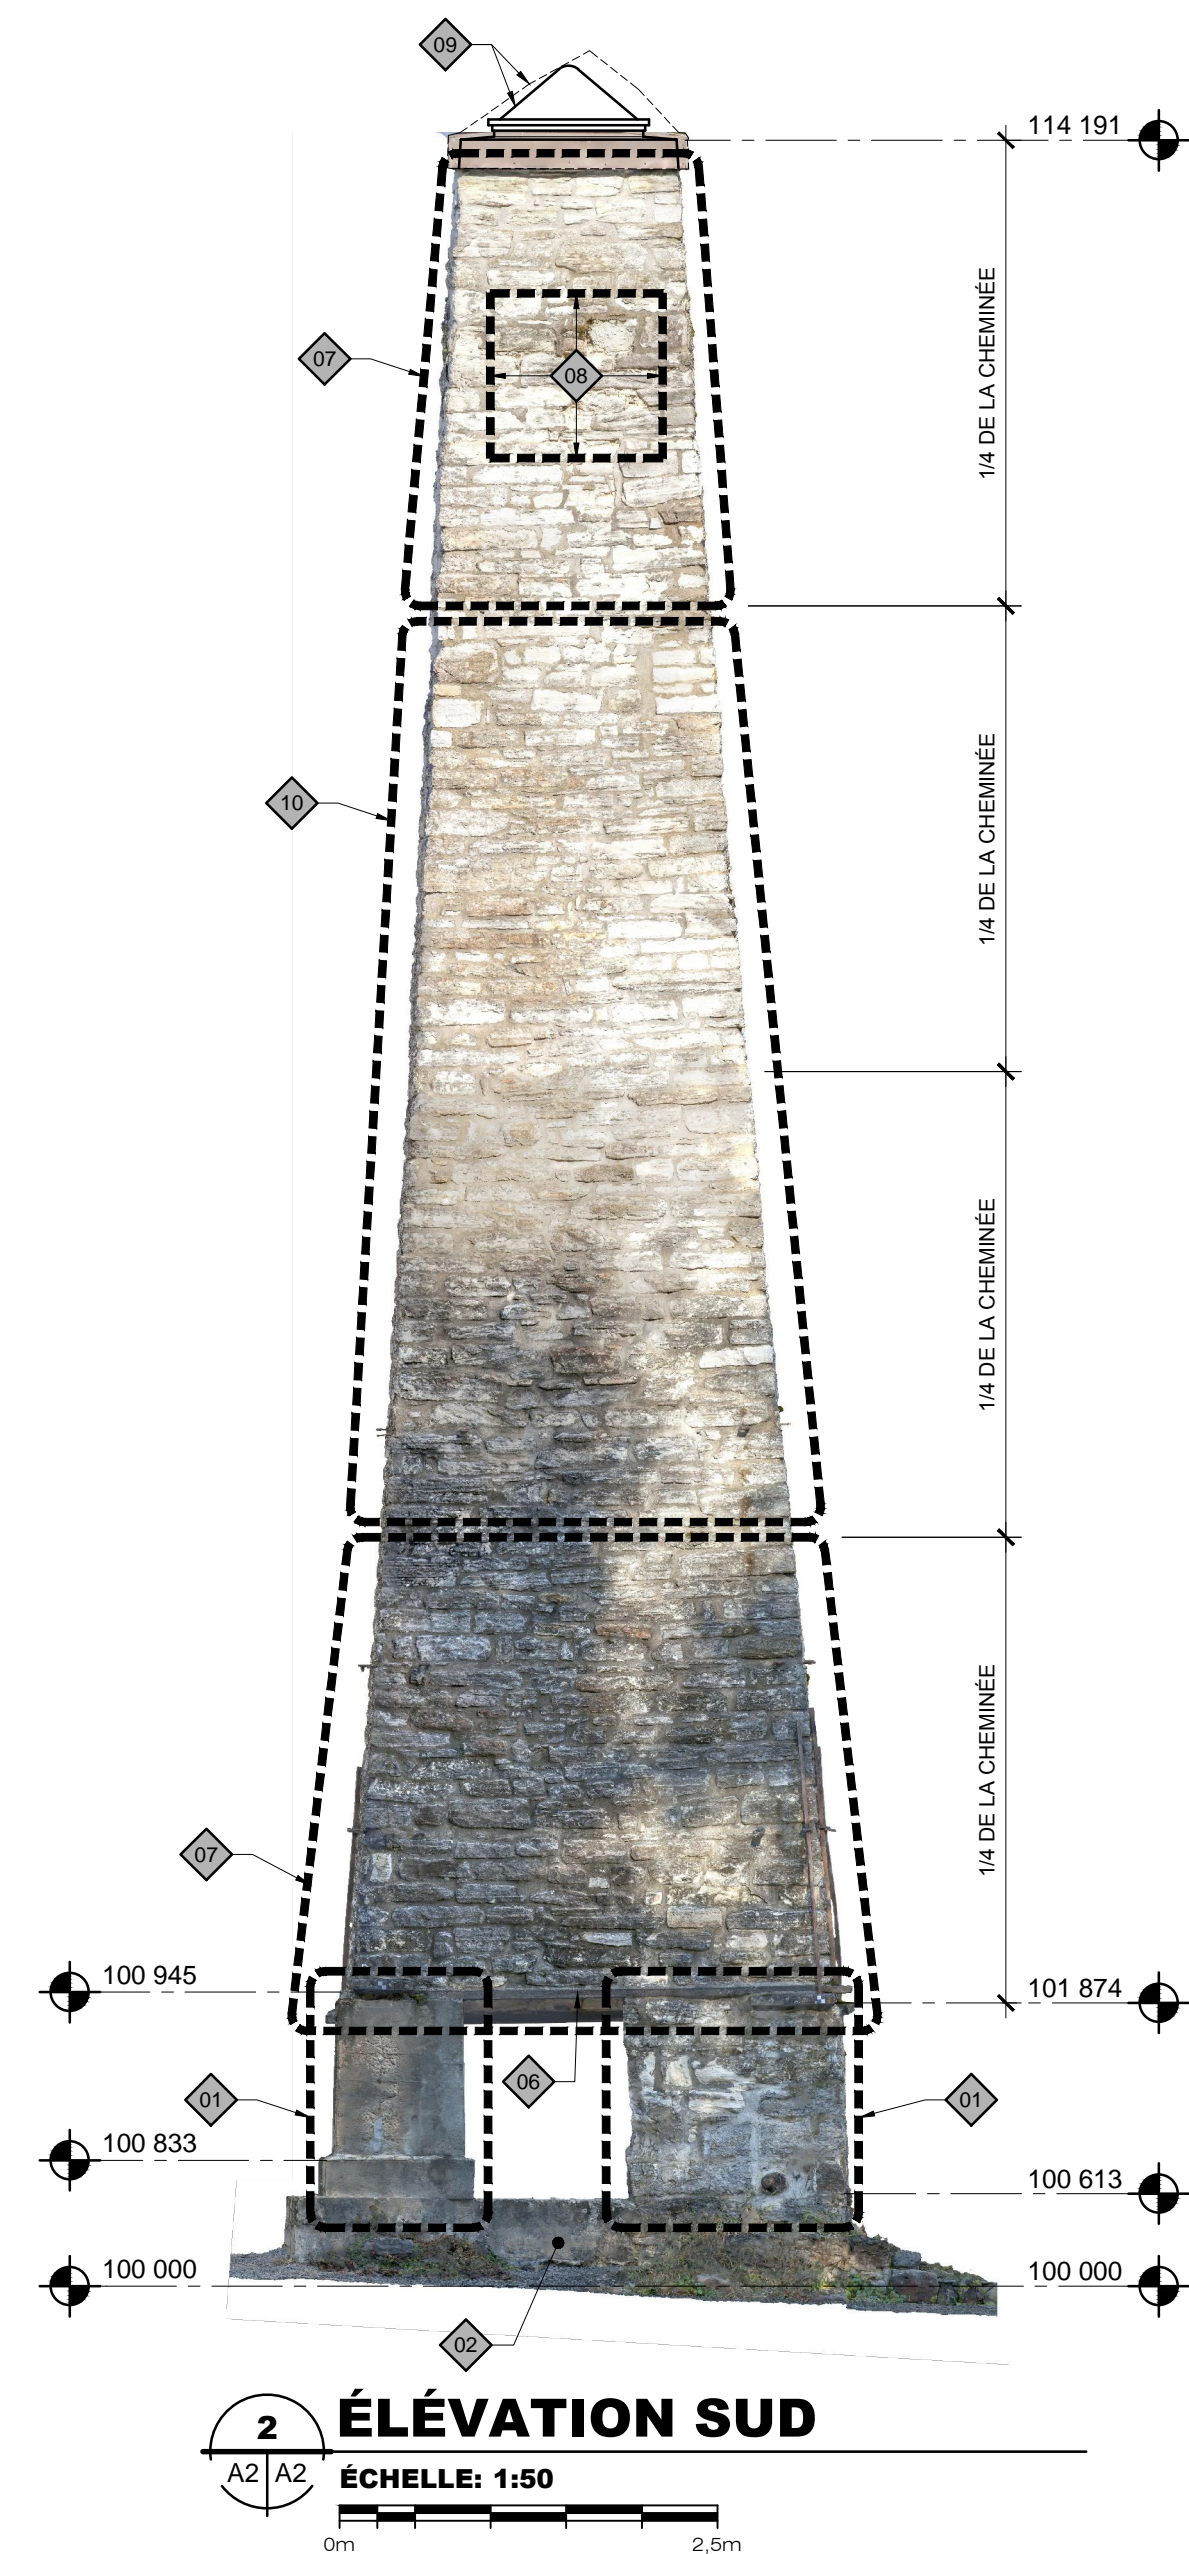 09
114 191
1/4 DE LA CHEMINÉE
07
08
10
1/4 DE LA CHEMINÉE
1/4 DE LA CHEMINÉE
1/4 DE LA CHEMINÉE
07
100 945
101 874
06
01
01
100 833
100 613
100 000
100 000
02
2
ÉLÉVATION SUD
A2 A2
ÉCHELLE: 1:50
0m 2,5m